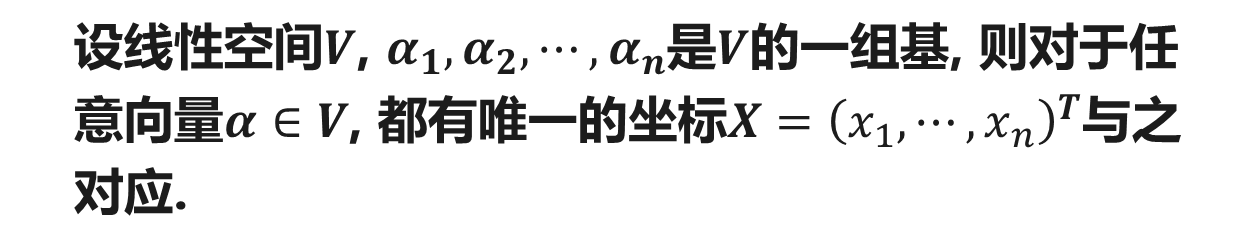 设线性空间V, α₁, α₂, ⋯, αₙ是V的一组基, 则对于任
意向量α ∈ V, 都有唯一的坐标X = (x₁, ⋯, xₙ)ᵀ与之
对应.